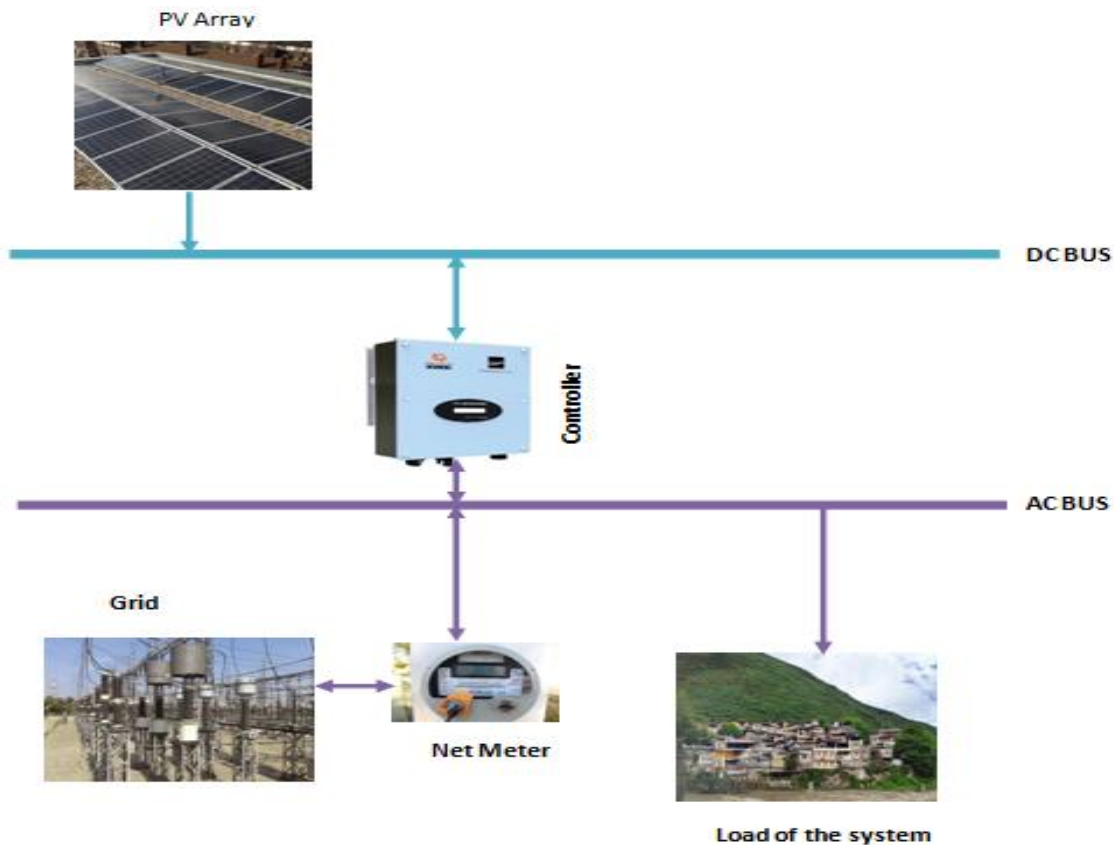 PV Array
DC BUS
Controller
AC BUS
Grid
Net Meter
Load of the system